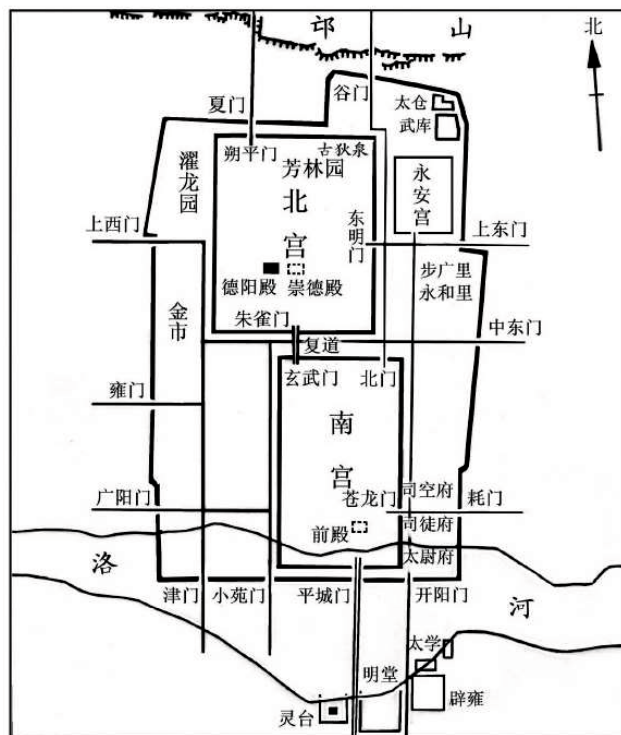 邙山
北
谷门
太仓
武库
夏门
朔平门
古狄泉
芳林园
濯龙园
北宫
永安宫
东明门
上西门
上东门
德阳殿
崇德殿
步广里
永和里
金市
朱雀门
复道
中东门
玄武门
北门
雍门
南宫
苍龙门
司空府
广阳门
耗门
前殿
司徒府
太尉府
洛河
津门
小苑门
平城门
开阳门
太学
明堂
辟雍
灵台